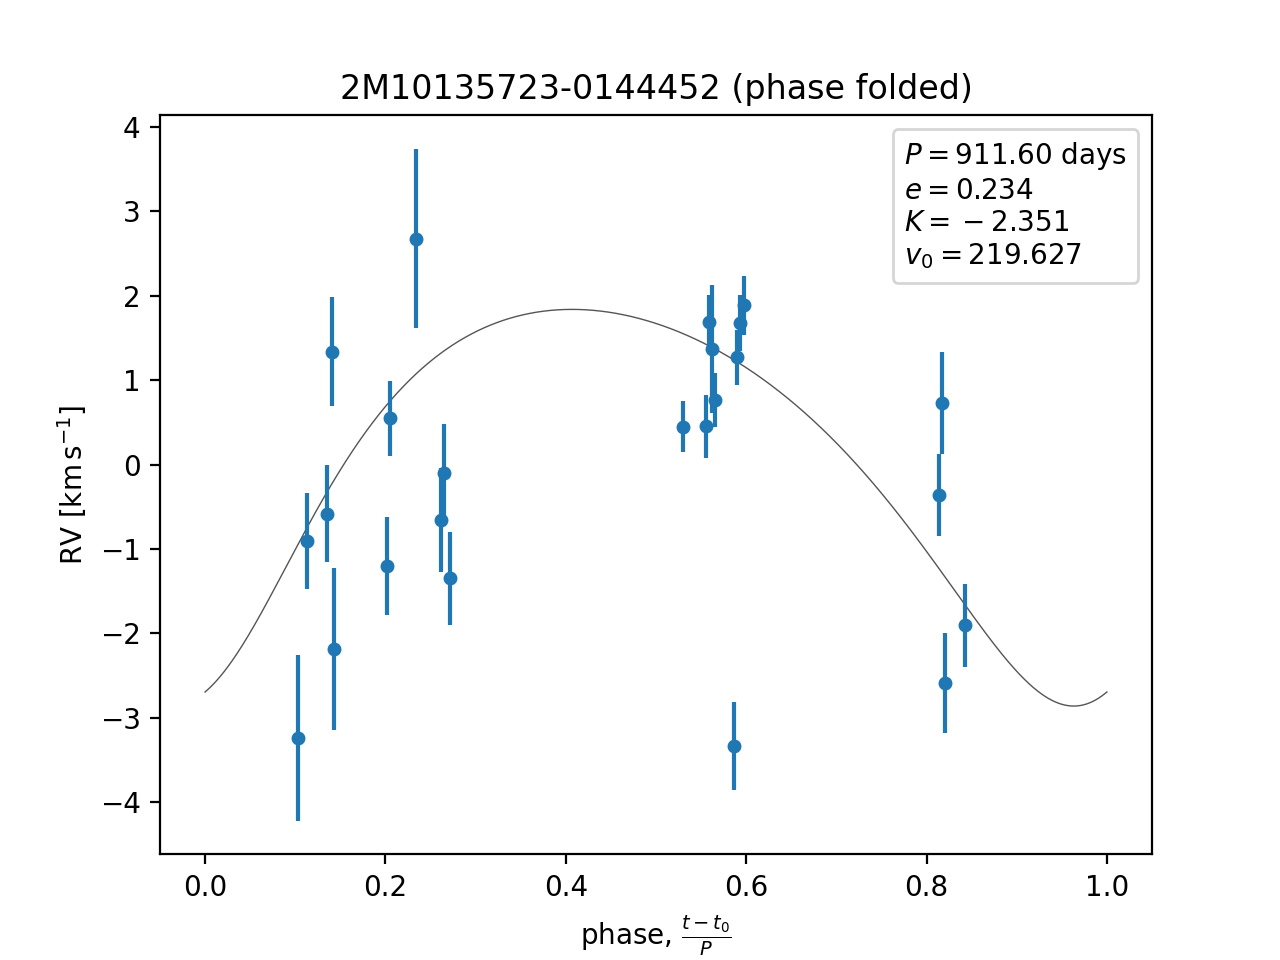 2M10135723-0144452 (phase folded)
P = 911.60 days
e = 0.234
K = −2.351
v₀ = 219.627
4
3
2
1
0
−1
−2
−3
−4
RV [km s⁻¹]
0.0 0.2 0.4 0.6 0.8 1.0
phase, (t − t₀)/P